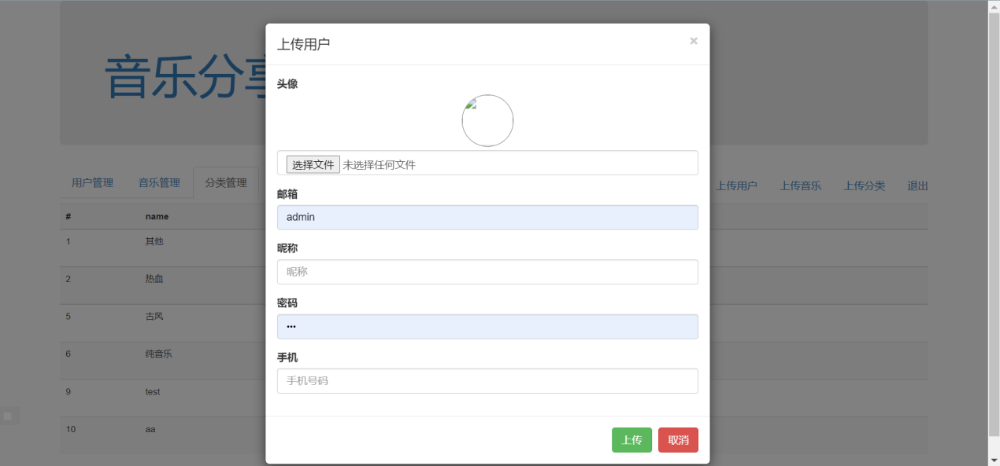 上传用户 ×
头像
选择文件 未选择任何文件
邮箱
admin
昵称
昵称
密码
•••
手机
手机号码
上传 取消
音乐分享
用户管理 音乐管理 分类管理 上传用户 上传音乐 上传分类 退出
# name
1 其他
2 热血
5 古风
6 纯音乐
9 test
10 aa